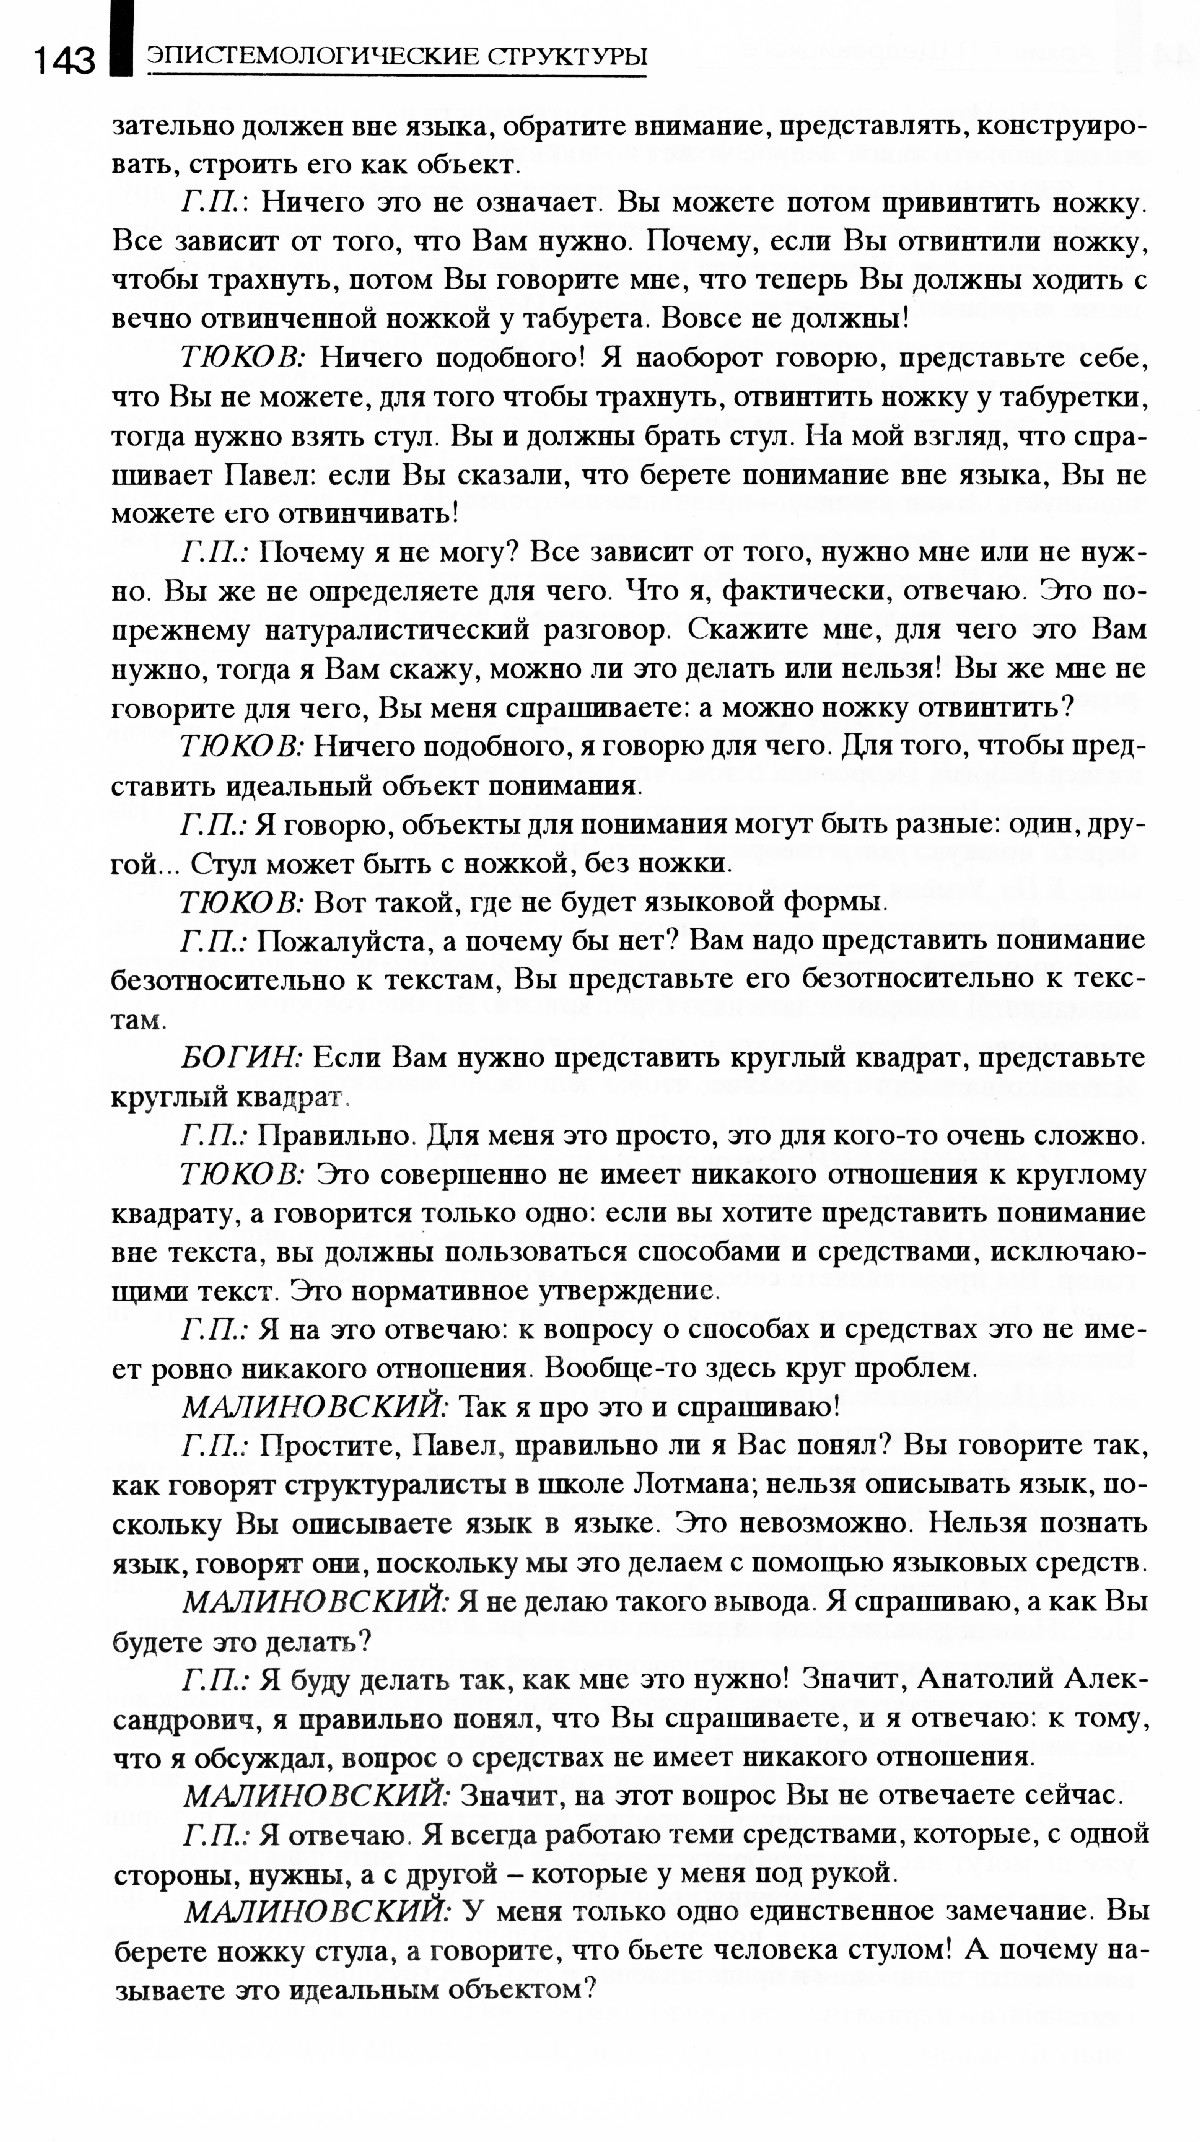 143 ЭПИСТЕМОЛОГИЧЕСКИЕ СТРУКТУРЫ
зательно должен вне языка, обратите внимание, представлять, конструиро-
вать, строить его как объект.
Г.П.: Ничего это не означает. Вы можете потом привинтить ножку.
Все зависит от того, что Вам нужно. Почему, если Вы отвинтили ножку,
чтобы трахнуть, потом Вы говорите мне, что теперь Вы должны ходить с
вечно отвинченной ножкой у табурета. Вовсе не должны!
ТЮКОВ: Ничего подобного! Я наоборот говорю, представьте себе,
что Вы не можете, для того чтобы трахнуть, отвинтить ножку у табуретки,
тогда нужно взять стул. Вы и должны брать стул. На мой взгляд, что спра-
шивает Павел: если Вы сказали, что берете понимание вне языка, Вы не
можете его отвинчивать!
Г.П.: Почему я не могу? Все зависит от того, нужно мне или не нуж-
но. Вы же не определяете для чего. Что я, фактически, отвечаю. Это по-
прежнему натуралистический разговор. Скажите мне, для чего это Вам
нужно, тогда я Вам скажу, можно ли это делать или нельзя! Вы же мне не
говорите для чего, Вы меня спрашиваете: а можно ножку отвинтить?
ТЮКОВ: Ничего подобного, я говорю для чего. Для того, чтобы пред-
ставить идеальный объект понимания.
Г.П.: Я говорю, объекты для понимания могут быть разные: один, дру-
гой... Стул может быть с ножкой, без ножки.
ТЮКОВ: Вот такой, где не будет языковой формы.
Г.П.: Пожалуйста, а почему бы нет? Вам надо представить понимание
безотносительно к текстам, Вы представьте его безотносительно к текс-
там.
БОГИН: Если Вам нужно представить круглый квадрат, представьте
круглый квадрат.
Г.П.: Правильно. Для меня это просто, это для кого-то очень сложно.
ТЮКОВ: Это совершенно не имеет никакого отношения к круглому
квадрату, а говорится только одно: если вы хотите представить понимание
вне текста, вы должны пользоваться способами и средствами, исключаю-
щими текст. Это нормативное утверждение.
Г.П.: Я на это отвечаю: к вопросу о способах и средствах это не име-
ет ровно никакого отношения. Вообще-то здесь круг проблем.
МАЛИНОВСКИЙ: Так я про это и спрашиваю!
Г.П.: Простите, Павел, правильно ли я Вас понял? Вы говорите так,
как говорят структуралисты в школе Лотмана; нельзя описывать язык, по-
скольку Вы описываете язык в языке. Это невозможно. Нельзя познать
язык, говорят они, поскольку мы это делаем с помощью языковых средств.
МАЛИНОВСКИЙ: Я не делаю такого вывода. Я спрашиваю, а как Вы
будете это делать?
Г.П.: Я буду делать так, как мне это нужно! Значит, Анатолий Алек-
сандрович, я правильно понял, что Вы спрашиваете, и я отвечаю: к тому,
что я обсуждал, вопрос о средствах не имеет никакого отношения.
МАЛИНОВСКИЙ: Значит, на этот вопрос Вы не отвечаете сейчас.
Г.П.: Я отвечаю. Я всегда работаю теми средствами, которые, с одной
стороны, нужны, а с другой – которые у меня под рукой.
МАЛИНОВСКИЙ: У меня только одно единственное замечание. Вы
берете ножку стула, а говорите, что бьете человека стулом! А почему на-
зываете это идеальным объектом?